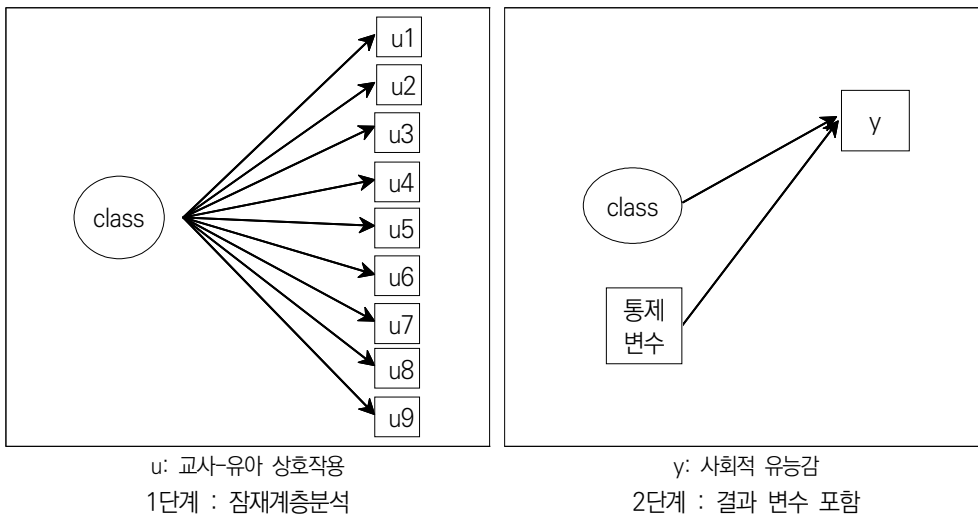 class
u1
u2
u3
u4
u5
u6
u7
u8
u9
u: 교사-유아 상호작용
1단계 : 잠재계층분석
y
class
통제
변수
y: 사회적 유능감
2단계 : 결과 변수 포함